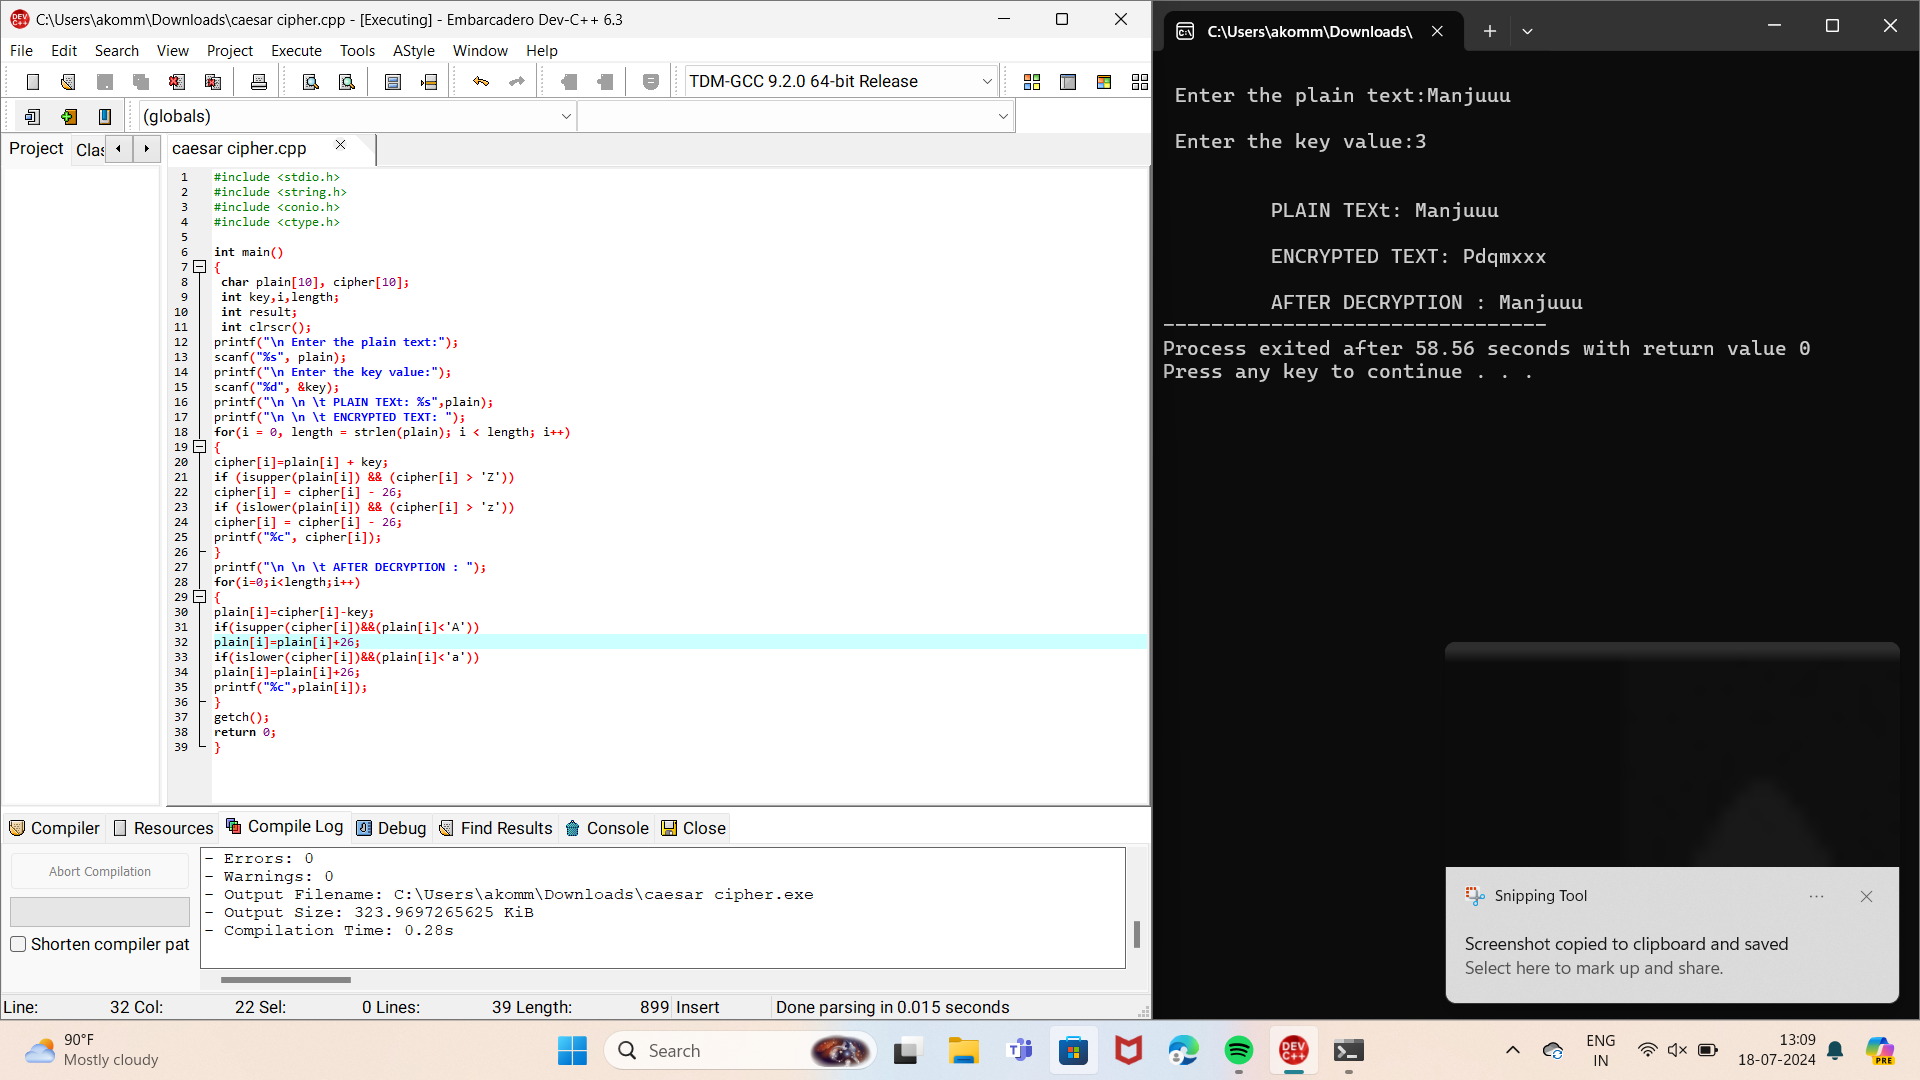 C:\Users\akomm\Downloads\caesar cipher.cpp - [Executing] - Embarcadero Dev-C++ 6.3
File Edit Search View Project Execute Tools AStyle Window Help
TDM-GCC 9.2.0 64-bit Release
(globals)
Project Clas
caesar cipher.cpp
1 #include <stdio.h>
2 #include <string.h>
3 #include <conio.h>
4 #include <ctype.h>
5
6 int main()
7 {
8 char plain[10], cipher[10];
9 int key,i,length;
10 int result;
11 int clrscr();
12 printf("\n Enter the plain text:");
13 scanf("%s", plain);
14 printf("\n Enter the key value:");
15 scanf("%d", &key);
16 printf("\n \n \t PLAIN TEXt: %s",plain);
17 printf("\n \n \t ENCRYPTED TEXT: ");
18 for(i = 0, length = strlen(plain); i < length; i++)
19 {
20 cipher[i]=plain[i] + key;
21 if (isupper(plain[i]) && (cipher[i] > 'Z'))
22 cipher[i] = cipher[i] - 26;
23 if (islower(plain[i]) && (cipher[i] > 'z'))
24 cipher[i] = cipher[i] - 26;
25 printf("%c", cipher[i]);
26 }
27 printf("\n \n \t AFTER DECRYPTION : ");
28 for(i=0;i<length;i++)
29 {
30 plain[i]=cipher[i]-key;
31 if(isupper(cipher[i])&&(plain[i]<'A'))
32 plain[i]=plain[i]+26;
33 if(islower(cipher[i])&&(plain[i]<'a'))
34 plain[i]=plain[i]+26;
35 printf("%c",plain[i]);
36 }
37 getch();
38 return 0;
39 }
Compiler Resources Compile Log Debug Find Results Console Close
Abort Compilation
Shorten compiler pat
- Errors: 0
- Warnings: 0
- Output Filename: C:\Users\akomm\Downloads\caesar cipher.exe
- Output Size: 323.9697265625 KiB
- Compilation Time: 0.28s
Line: 32 Col: 22 Sel: 0 Lines: 39 Length: 899 Insert Done parsing in 0.015 seconds
C:\Users\akomm\Downloads\
Enter the plain text:Manjuuu
Enter the key value:3
PLAIN TEXt: Manjuuu
ENCRYPTED TEXT: Pdqmxxx
AFTER DECRYPTION : Manjuuu
--------------------------------
Process exited after 58.56 seconds with return value 0
Press any key to continue . . .
Snipping Tool
Screenshot copied to clipboard and saved
Select here to mark up and share.
90°F
Mostly cloudy
Search
DEV C++
ENG
IN
13:09
18-07-2024
PRE